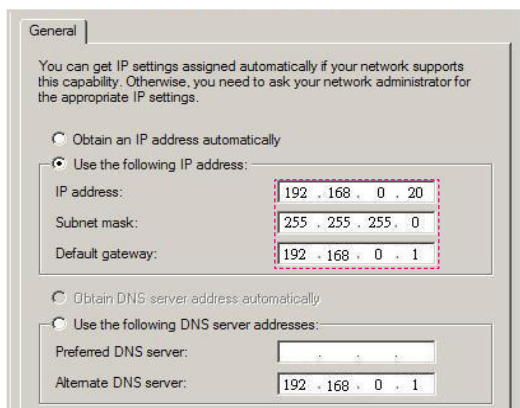 General
You can get IP settings assigned automatically if your network supports
this capability. Otherwise, you need to ask your network administrator for
the appropriate IP settings.
Obtain an IP address automatically
Use the following IP address:
IP address: 192 . 168 . 0 . 20
Subnet mask: 255 . 255 . 255 . 0
Default gateway: 192 . 168 . 0 . 1
Obtain DNS server address automatically
Use the following DNS server addresses:
Preferred DNS server: . . .
Alternate DNS server: 192 . 168 . 0 . 1